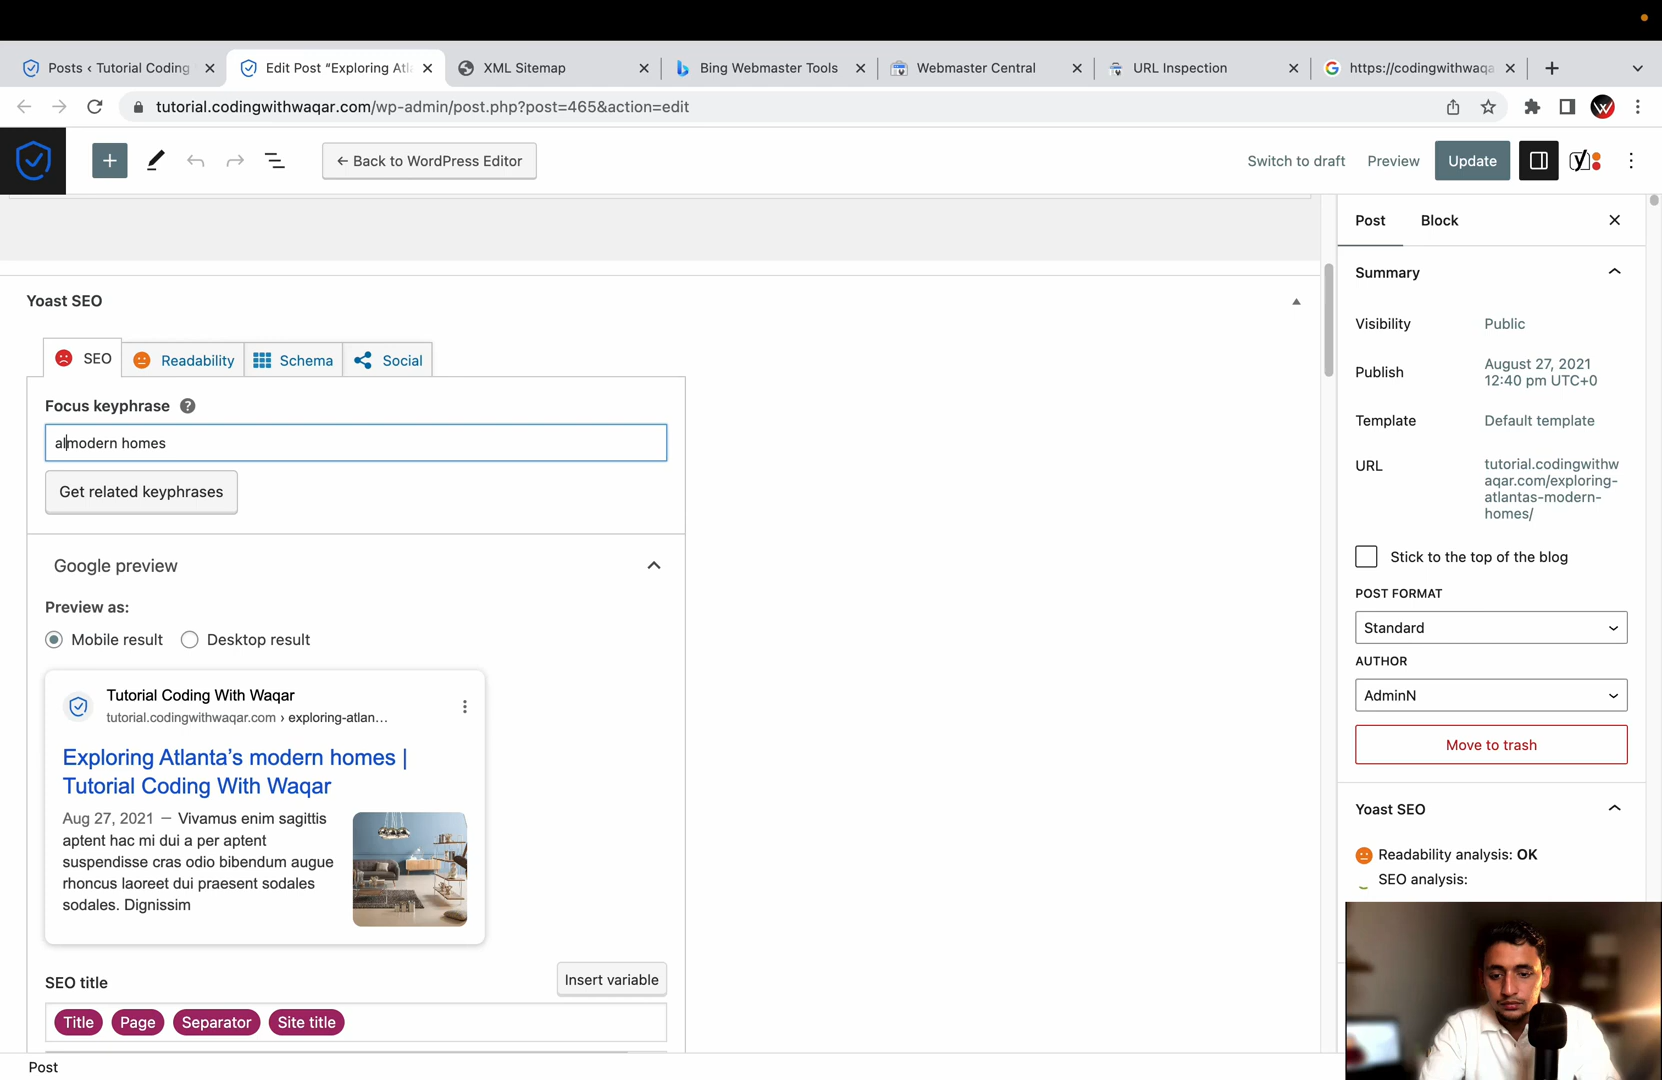 Posts ‹ Tutorial Coding
Edit Post “Exploring Atl
XML Sitemap
Bing Webmaster Tools
Webmaster Central
URL Inspection
https://codingwithwaqa
tutorial.codingwithwaqar.com/wp-admin/post.php?post=465&action=edit
← Back to WordPress Editor
Switch to draft
Preview
Update
Post
Block
Summary
Visibility
Public
Publish
August 27, 2021
12:40 pm UTC+0
Template
Default template
URL
tutorial.codingwithw
aqar.com/exploring-
atlantas-modern-
homes/
Stick to the top of the blog
POST FORMAT
Standard
AUTHOR
AdminN
Move to trash
Yoast SEO
Readability analysis: OK
SEO analysis:
Yoast SEO
SEO
Readability
Schema
Social
Focus keyphrase
almodern homes
Get related keyphrases
Google preview
Preview as:
Mobile result
Desktop result
Tutorial Coding With Waqar
tutorial.codingwithwaqar.com › exploring-atlan...
Exploring Atlanta’s modern homes |
Tutorial Coding With Waqar
Aug 27, 2021 — Vivamus enim sagittis
aptent hac mi dui a per aptent
suspendisse cras odio bibendum augue
rhoncus laoreet dui praesent sodales
sodales. Dignissim
SEO title
Insert variable
Title
Page
Separator
Site title
Post